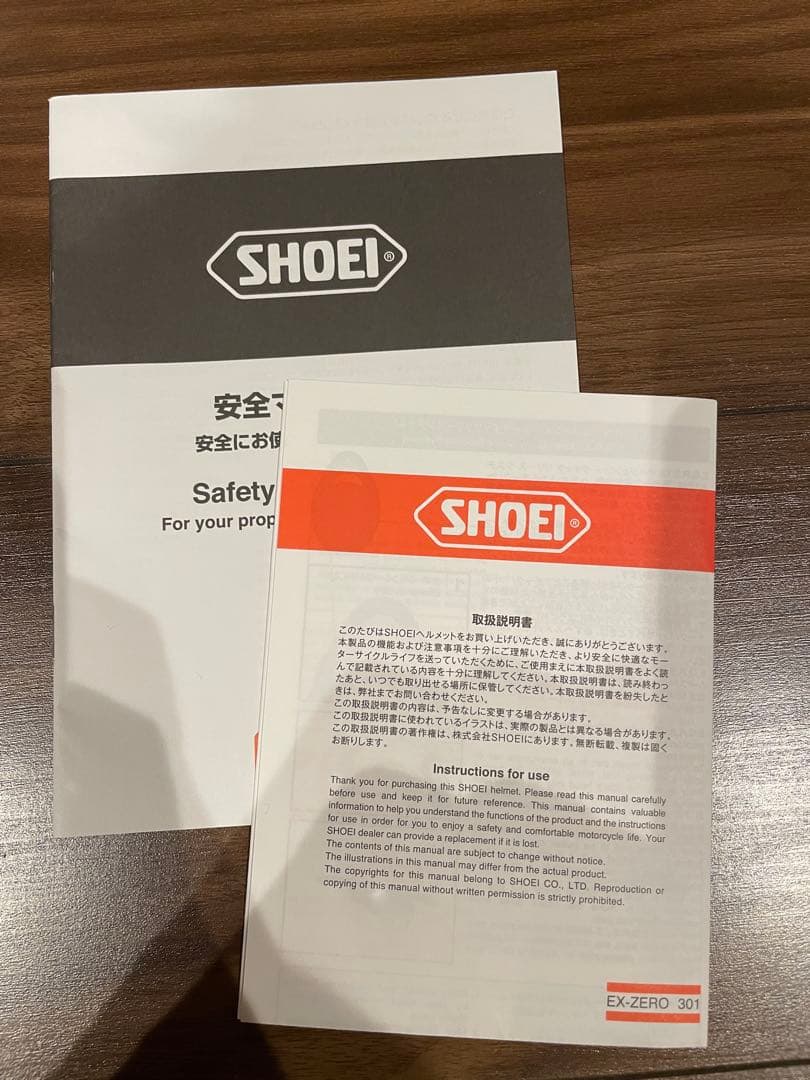 SHOEI®
安全
安全にお使
Safety
For your prop
SHOEI®
取扱説明書
このたびはSHOEIヘルメットをお買い上げいただき、誠にありがとうございます。
本製品の機能および注意事項を十分にご理解いただき、より安全に快適なモー
ターサイクルライフを送っていただくために、ご使用まえに本取扱説明書をよく読
んで記載されている内容を十分に理解してください。本取扱説明書は、読み終わっ
たあと、いつでも取り出せる場所に保管してください。本取扱説明書を紛失したと
きは、弊社までお問い合わせください。
この取扱説明書の内容は、予告なしに変更する場合があります。
この取扱説明書に使われているイラストは、実際の製品とは異なる場合があります。
この取扱説明書の著作権は、株式会社SHOEIにあります。無断転載、複製は固く
お断りします。
Instructions for use
Thank you for purchasing this SHOEI helmet. Please read this manual carefully
before use and keep it for future reference. This manual contains valuable
information to help you understand the functions of the product and the instructions
for use in order for you to enjoy a safety and comfortable motorcycle life. Your
SHOEI dealer can provide a replacement if it is lost.
The contents of this manual are subject to change without notice.
The illustrations in this manual may differ from the actual product.
The copyrights for this manual belong to SHOEI CO., LTD. Reproduction or
copying of this manual without written permission is strictly prohibited.
EX-ZERO 301